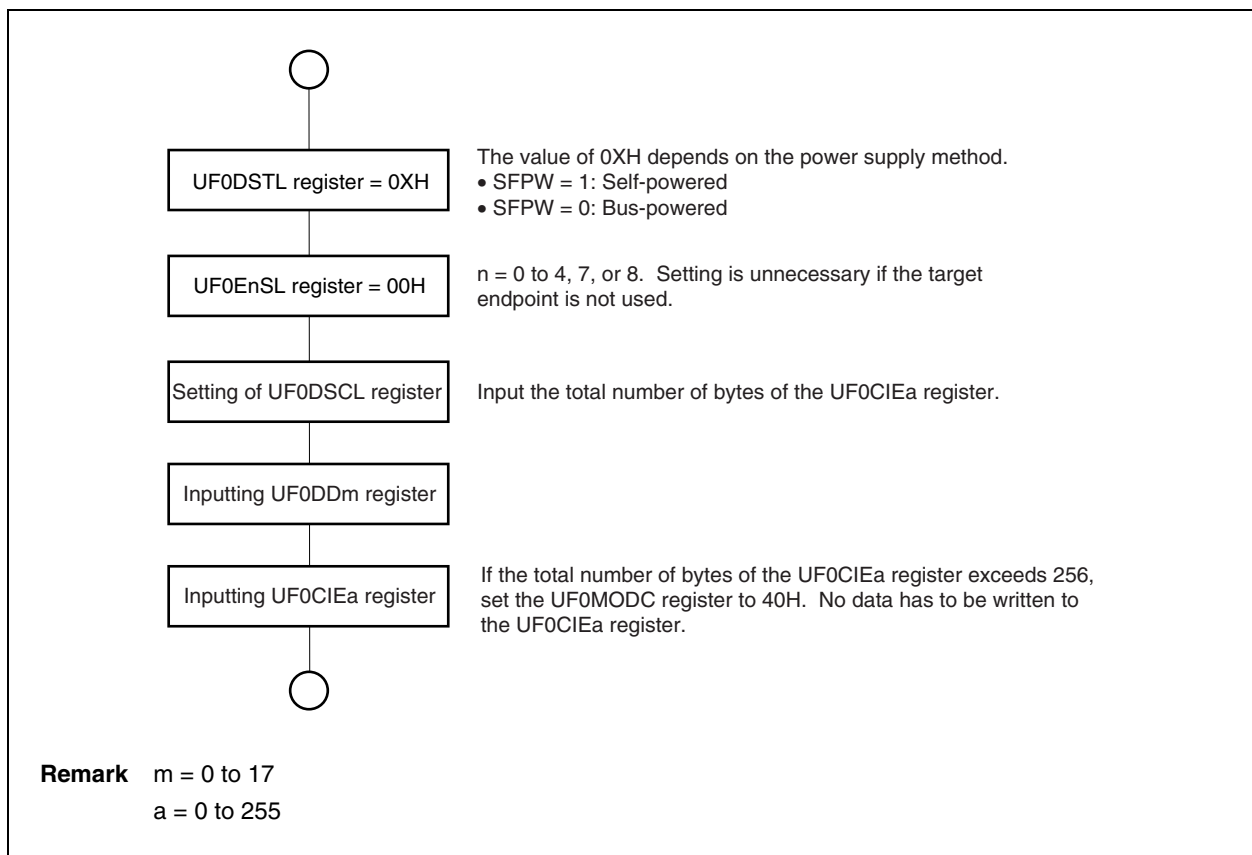 UF0DSTL register = 0XH
The value of 0XH depends on the power supply method.
• SFPW = 1: Self-powered
• SFPW = 0: Bus-powered
UF0EnSL register = 00H
n = 0 to 4, 7, or 8.  Setting is unnecessary if the target
endpoint is not used.
Setting of UF0DSCL register
Input the total number of bytes of the UF0CIEa register.
Inputting UF0DDm register
Inputting UF0CIEa register
If the total number of bytes of the UF0CIEa register exceeds 256,
set the UF0MODC register to 40H.  No data has to be written to
the UF0CIEa register.
Remark m = 0 to 17
a = 0 to 255